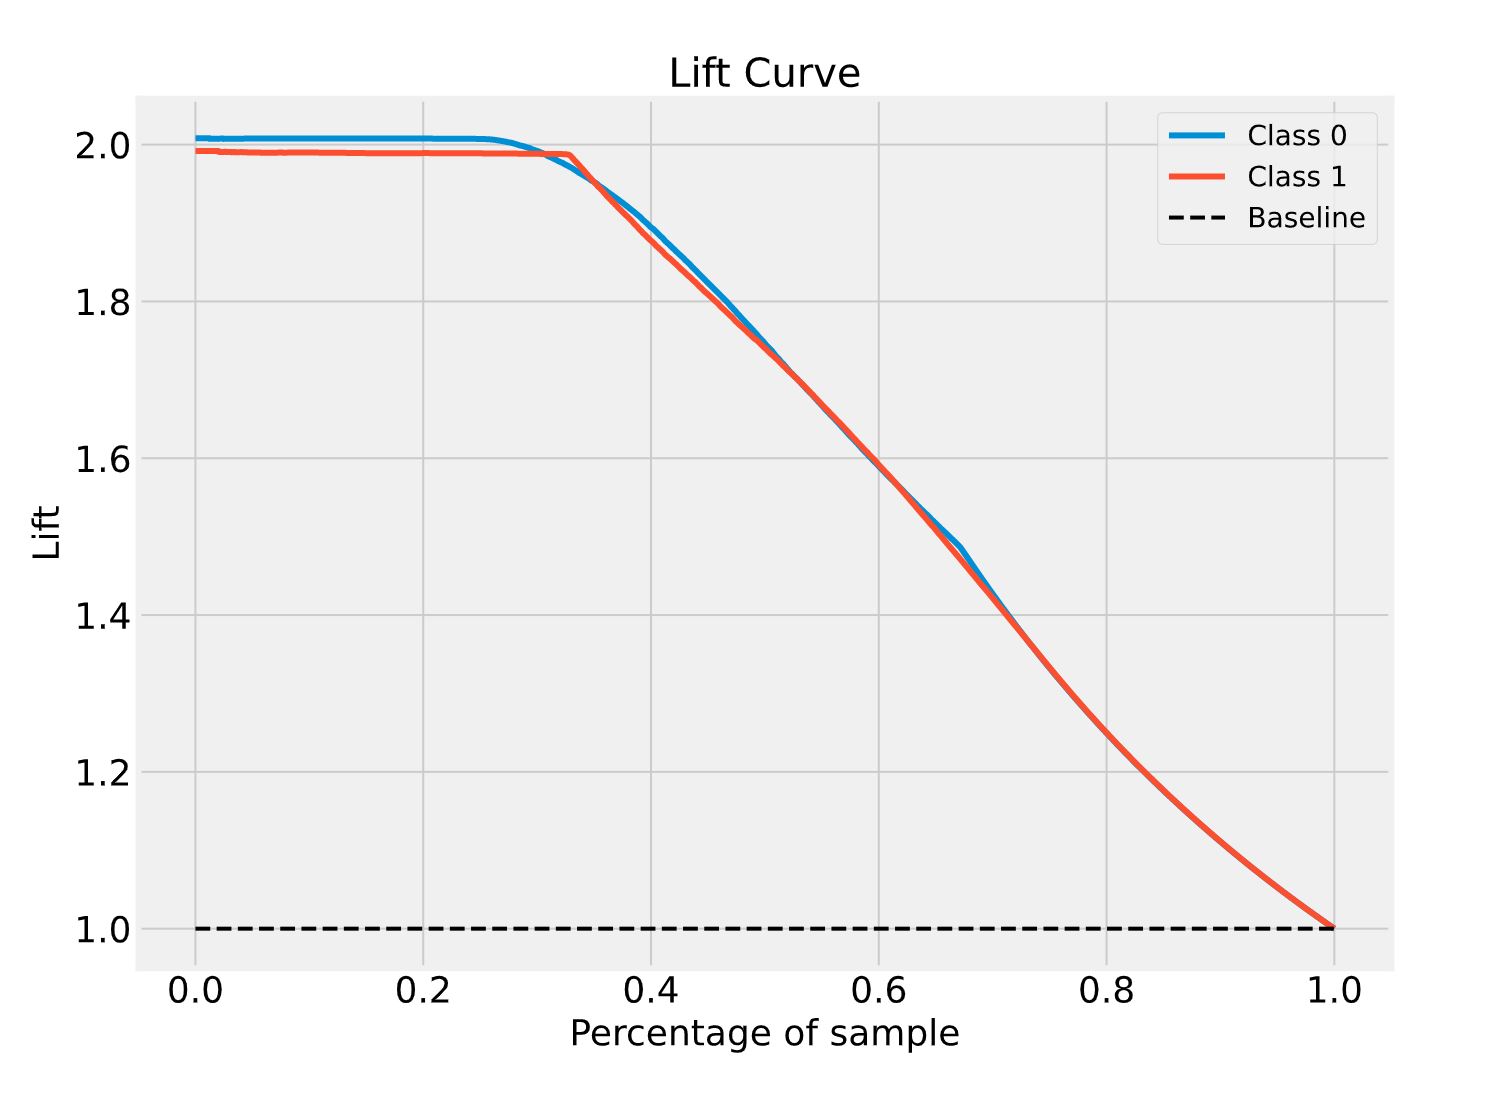 Lift Curve
Class 0
Class 1
Baseline
2.0
1.8
1.6
1.4
1.2
1.0
Lift
0.0 0.2 0.4 0.6 0.8 1.0
Percentage of sample